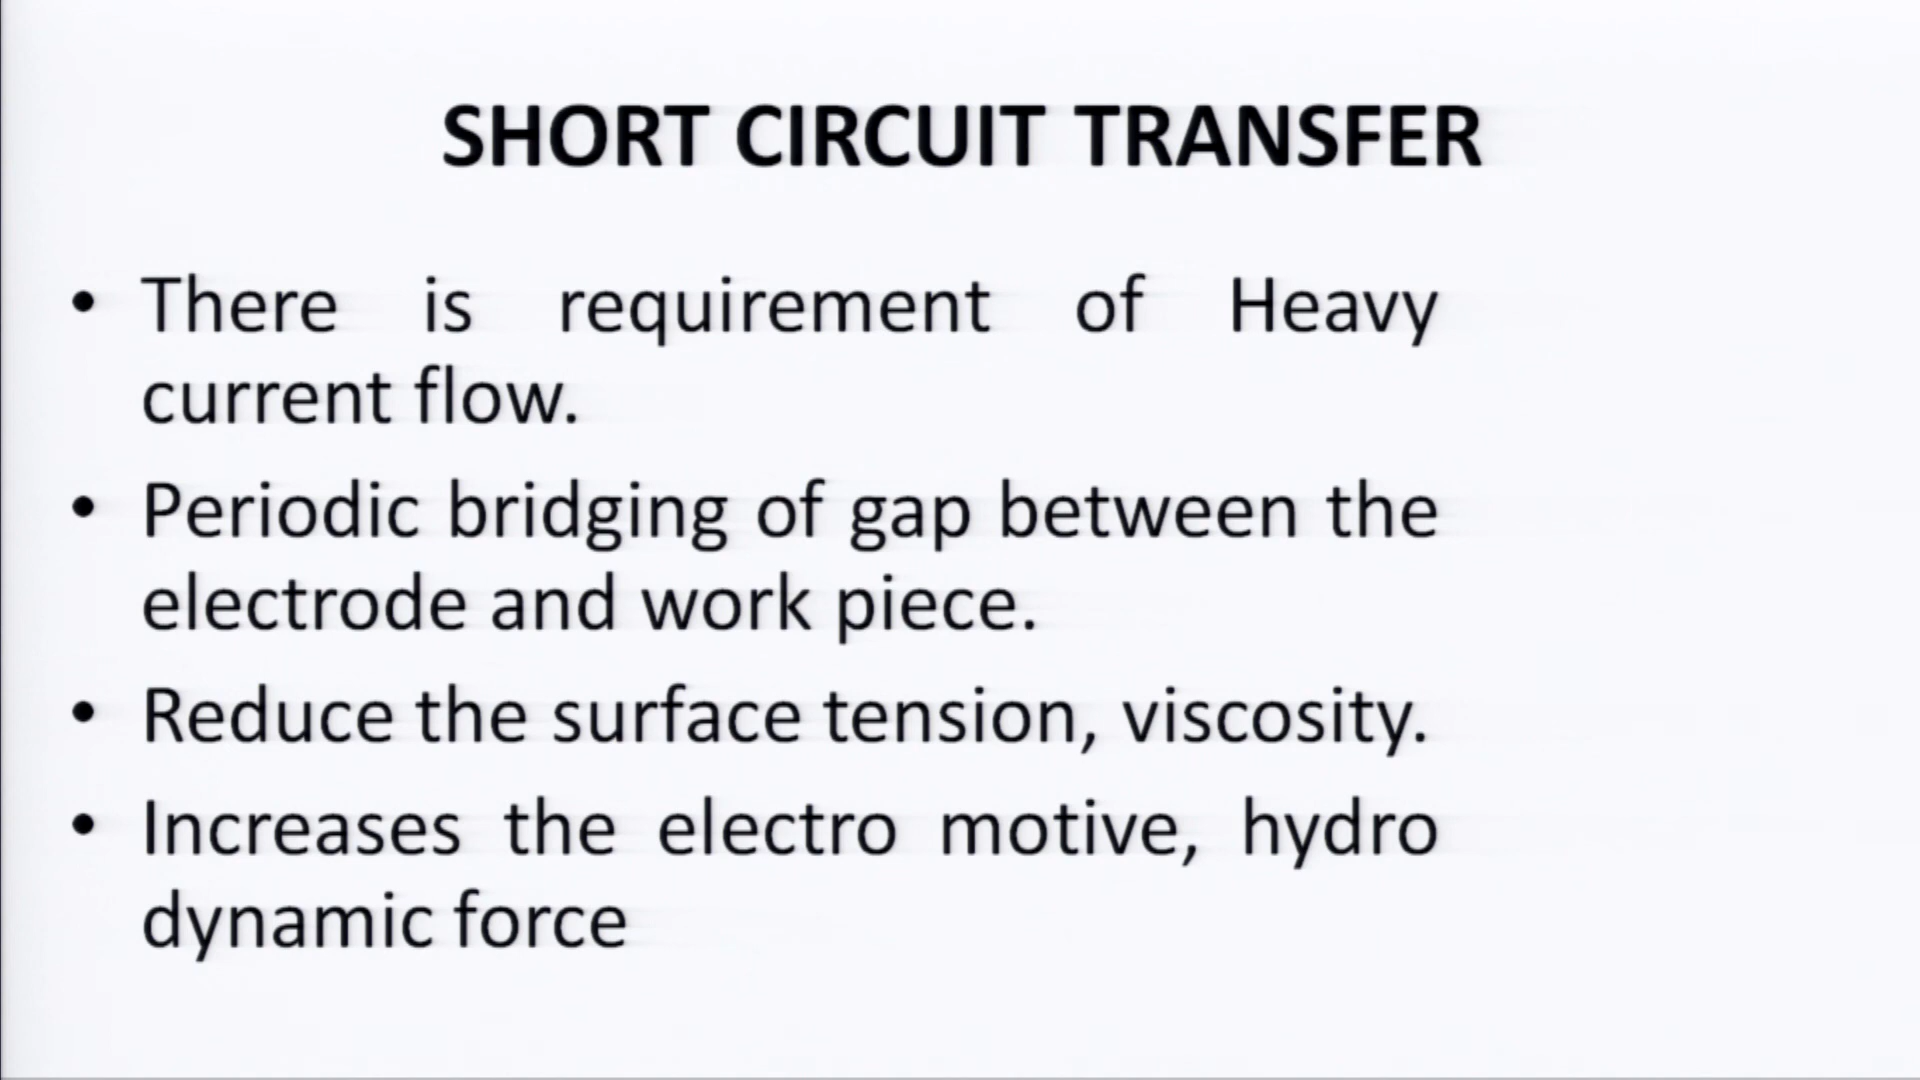 SHORT CIRCUIT TRANSFER
• There is requirement of Heavy
current flow.
• Periodic bridging of gap between the
electrode and work piece.
• Reduce the surface tension, viscosity.
• Increases the electro motive, hydro
dynamic force